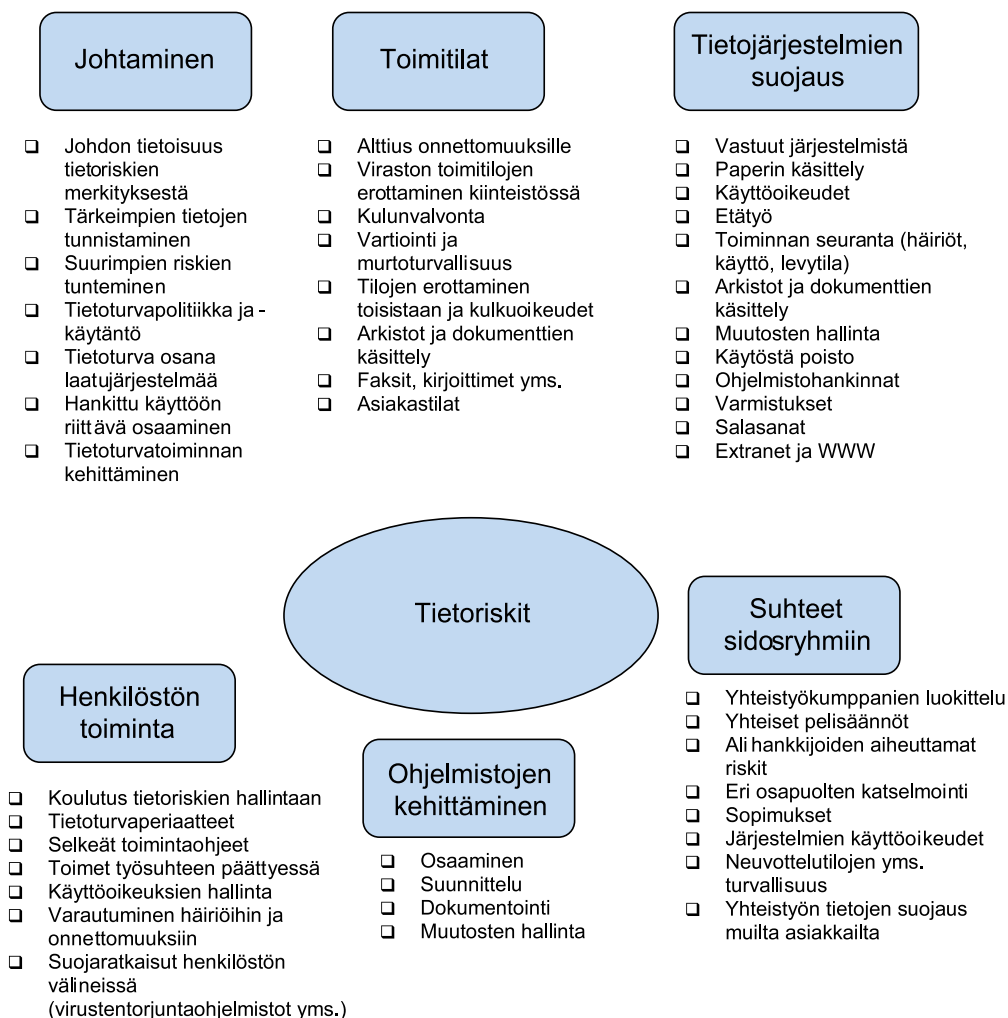 Johtaminen
❑ Johdon tietoisuus
tietoriskien
merkityksestä
❑ Tärkeimpien tietojen
tunnistaminen
❑ Suurimpien riskien
tunteminen
❑ Tietoturvapolitiikka ja -
käytäntö
❑ Tietoturva osana
laatujärjestelmää
❑ Hankittu käyttöön
riittävä osaaminen
❑ Tietoturvatoiminnan
kehittäminen
Toimitilat
❑ Alttius onnettomuuksille
❑ Viraston toimitilojen
erottaminen kiinteistössä
❑ Kulunvalvonta
❑ Vartiointi ja
murtoturvallisuus
❑ Tilojen erottaminen
toisistaan ja kulkuoikeudet
❑ Arkistot ja dokumenttien
käsittely
❑ Faksit, kirjoittimet yms.
❑ Asiakastilat
Tietojärjestelmien
suojaus
❑ Vastuut järjestelmistä
❑ Paperin käsittely
❑ Käyttöoikeudet
❑ Etätyö
❑ Toiminnan seuranta (häiriöt,
käyttö, levytila)
❑ Arkistot ja dokumenttien
käsittely
❑ Muutosten hallinta
❑ Käytöstä poisto
❑ Ohjelmistohankinnat
❑ Varmistukset
❑ Salasanat
❑ Extranet ja WWW
Tietoriskit
Henkilöstön
toiminta
❑ Koulutus tietoriskien hallintaan
❑ Tietoturvaperiaatteet
❑ Selkeät toimintaohjeet
❑ Toimet työsuhteen päättyessä
❑ Käyttöoikeuksien hallinta
❑ Varautuminen häiriöihin ja
onnettomuuksiin
❑ Suojaratkaisut henkilöstön
välineissä
(virustentorjuntaohjelmistot yms.)
Ohjelmistojen
kehittäminen
❑ Osaaminen
❑ Suunnittelu
❑ Dokumentointi
❑ Muutosten hallinta
Suhteet
sidosryhmiin
❑ Yhteistyökumppanien luokittelu
❑ Yhteiset pelisäännöt
❑ Alihankkijoiden aiheuttamat
riskit
❑ Eri osapuolten katselmointi
❑ Sopimukset
❑ Järjestelmien käyttöoikeudet
❑ Neuvottelutilojen yms.
turvallisuus
❑ Yhteistyön tietojen suojaus
muilta asiakkailta